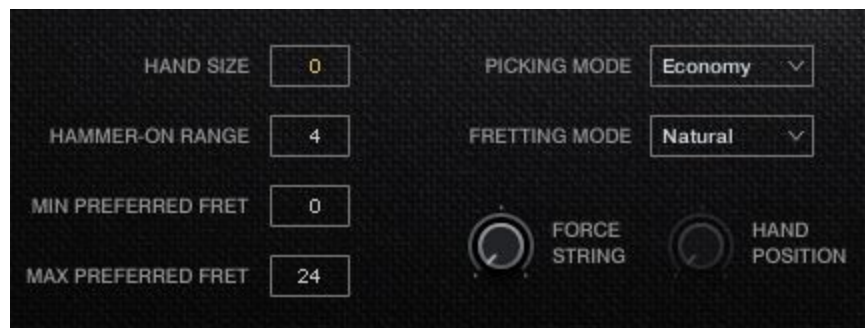 HAND SIZE 0
PICKING MODE Economy
HAMMER-ON RANGE 4
FRETTING MODE Natural
MIN PREFERRED FRET 0
FORCE
STRING
HAND
POSITION
MAX PREFERRED FRET 24